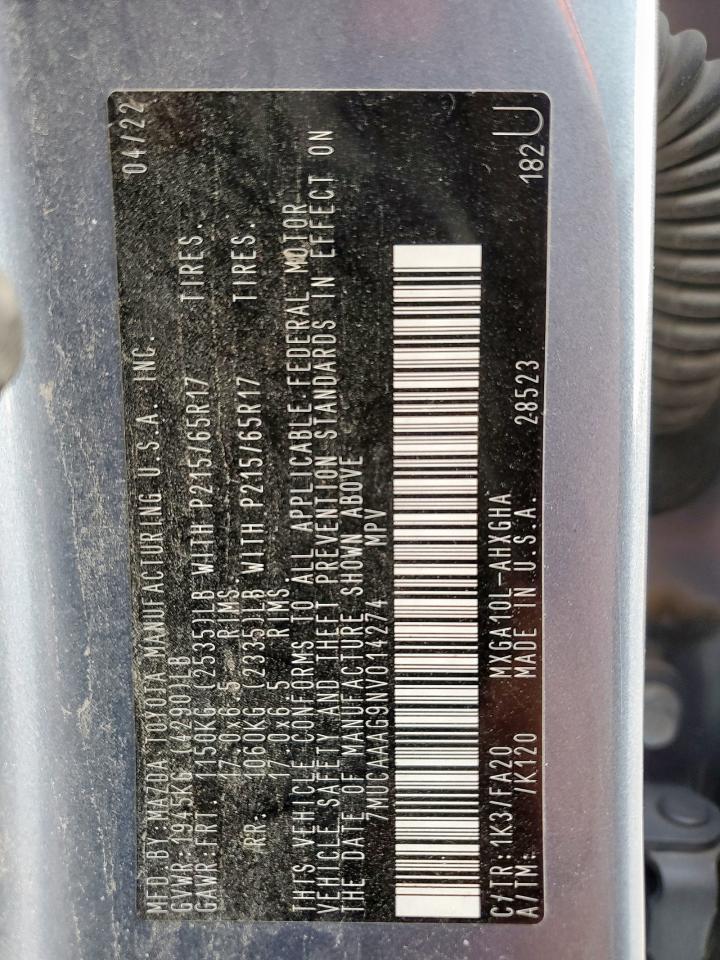 MFD BY:MAZDA TOYOTA MANUFACTURING U.S.A. INC. 04/22
GVWR:1945KG (4290)LB
GAWR:FRT. 1150KG (2535)LB WITH P215/65R17 TIRES.
17.0x6.5 RIMS.
RR. 1060KG (2335)LB WITH P215/65R17 TIRES.
17.0x6.5 RIMS
THIS VEHICLE CONFORMS TO ALL APPLICABLE FEDERAL MOTOR
VEHICLE SAFETY AND THEFT PREVENTION STANDARDS IN EFFECT ON
THE DATE OF MANUFACTURE SHOWN ABOVE
7MUCAAAG9NV014274 MPV
C/TR:1K3/FA20 MXGA10L-AHXGHA
A/TM: /K120 MADE IN U.S.A. 28523 182U